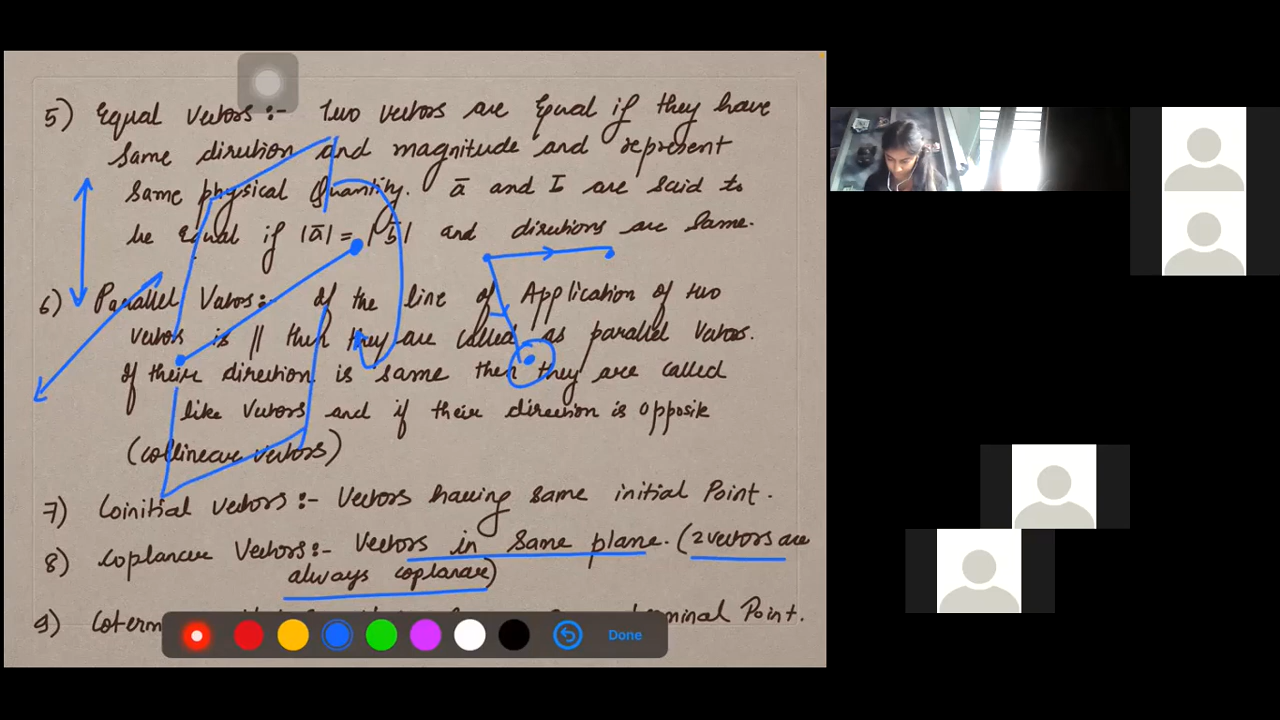 5) Equal Vectors :- Two vectors are Equal if they have
same direction and magnitude and represent
same physical Quantity. a̅ and I are said to
be Equal if |a̅| = |b̅| and directions are same.
6) Parallel Vectors :- If the line of Application of two
vectors is || then they are called as parallel Vectors.
If their direction is same then they are called
like Vectors and if their direction is opposite
(collinear vectors)
7) Coinitial vectors :- Vectors having same initial Point.
8) Coplanar Vectors :- Vectors in same plane. (2 vectors are
always coplanar)
9) Coterm minal Point.
Done